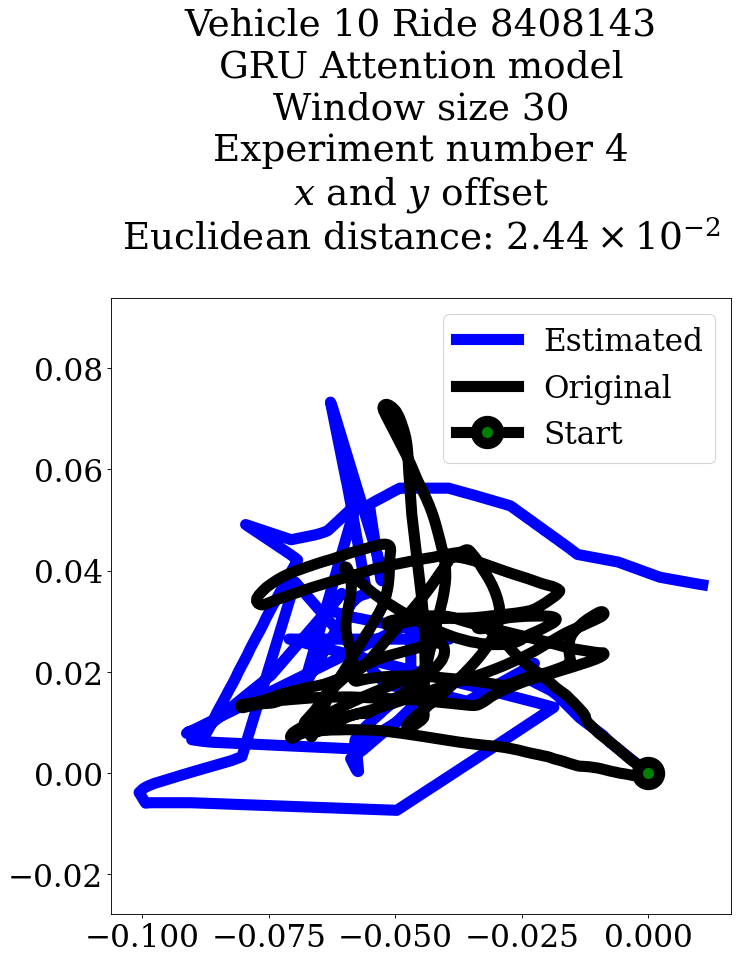 Vehicle 10 Ride 8408143
GRU Attention model
Window size 30
Experiment number 4
x and y offset
Euclidean distance: 2.44 × 10⁻²
Estimated
Original
Start
0.08
0.06
0.04
0.02
0.00
−0.02
−0.100 −0.075 −0.050 −0.025 0.000